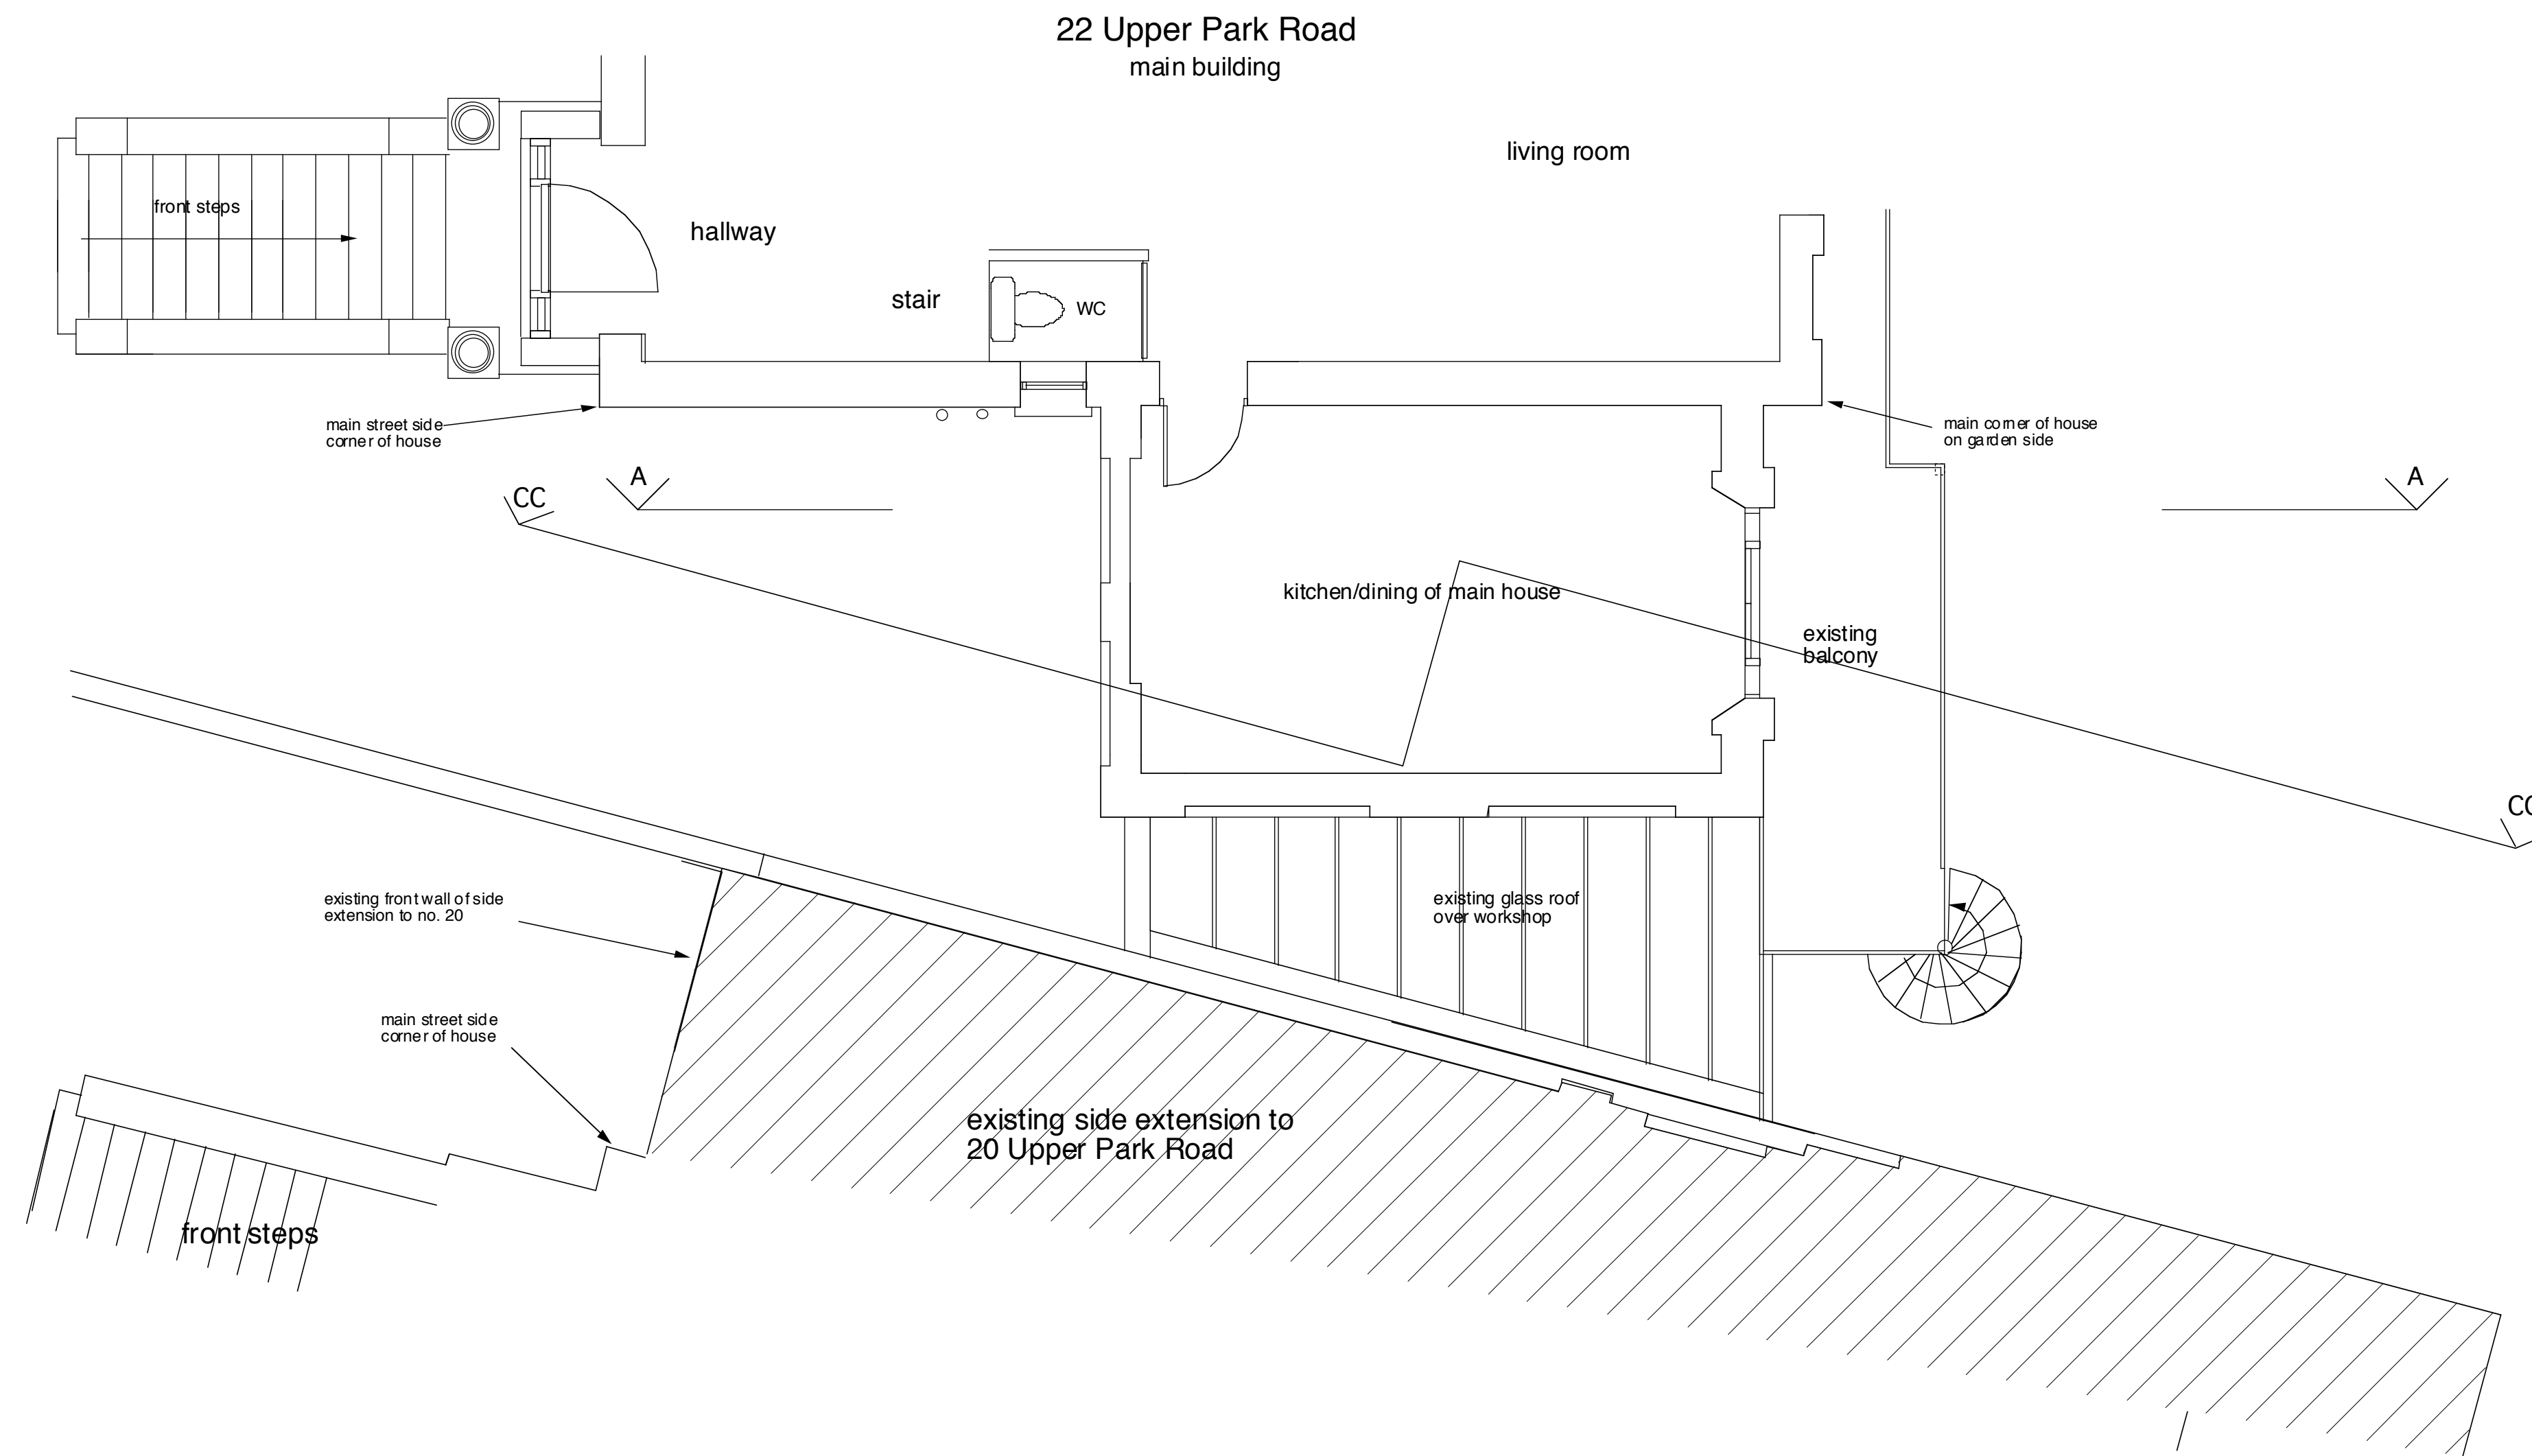 22 Upper Park Road
main building
living room
front steps
hallway
stair
WC
main street side
corner of house
main corner of house
on garden side
A
A
CC
kitchen/dining of main house
existing
balcony
CC
existing front wall of side
extension to no. 20
existing glass roof
over workshop
main street side
corner of house
existing side extension to
20 Upper Park Road
front steps